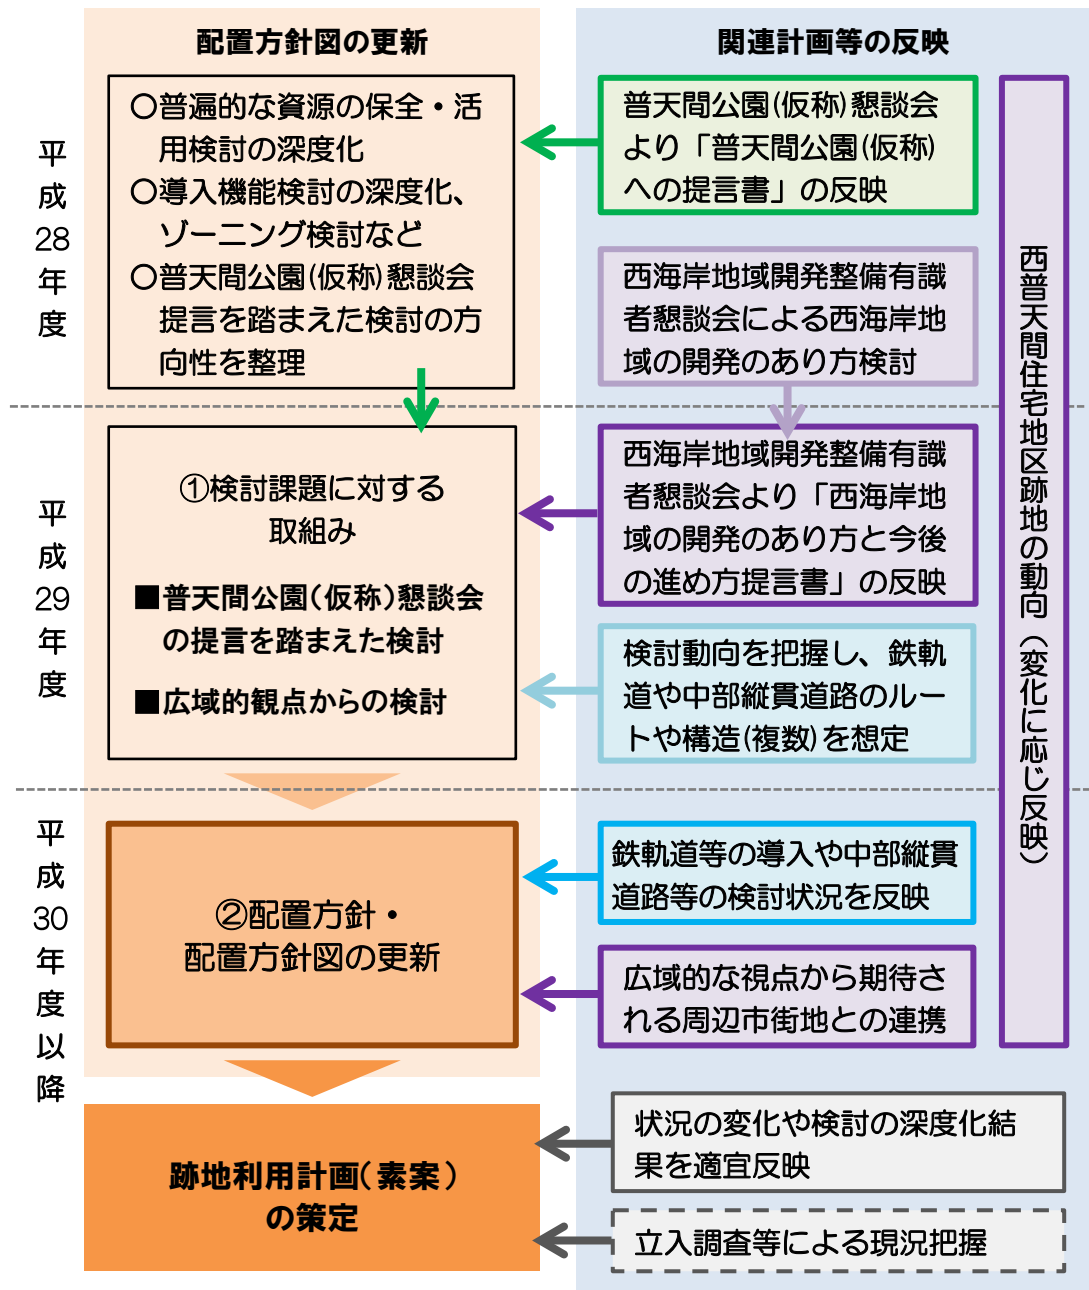 配置方針図の更新
関連計画等の反映
平成28年度
〇普遍的な資源の保全・活
用検討の深度化
〇導入機能検討の深度化、
ゾーニング検討など
〇普天間公園(仮称)懇談会
提言を踏まえた検討の方
向性を整理
普天間公園(仮称)懇談会
より「普天間公園(仮称)
への提言書」の反映
西海岸地域開発整備有識
者懇談会による西海岸地
域の開発のあり方検討
西普天間住宅地区跡地の動向（変化に応じ反映）
平成29年度
①検討課題に対する
取組み
■普天間公園（仮称）懇談会
の提言を踏まえた検討
■広域的観点からの検討
西海岸地域開発整備有識
者懇談会より「西海岸地
域の開発のあり方と今後
の進め方提言書」の反映
検討動向を把握し、鉄軌
道や中部縦貫道路のルー
トや構造(複数)を想定
平成30年度以降
②配置方針・
配置方針図の更新
鉄軌道等の導入や中部縦貫
道路等の検討状況を反映
広域的な視点から期待さ
れる周辺市街地との連携
跡地利用計画（素案）
の策定
状況の変化や検討の深度化結
果を適宜反映
立入調査等による現況把握